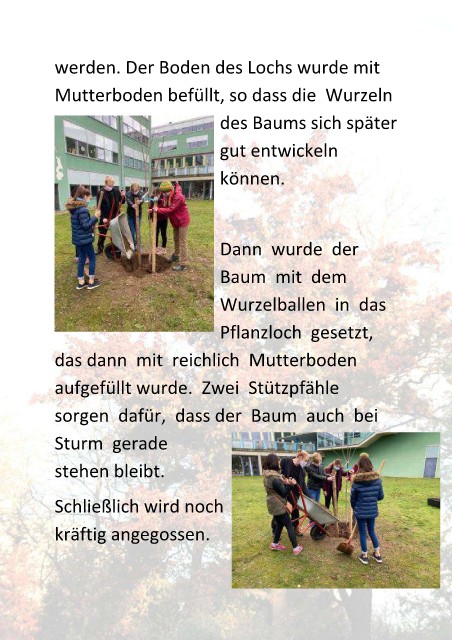 werden. Der Boden des Lochs wurde mit
Mutterboden befüllt, so dass die Wurzeln
des Baums sich später
gut entwickeln
können.
Dann wurde der
Baum mit dem
Wurzelballen in das
Pflanzloch gesetzt,
das dann mit reichlich Mutterboden
aufgefüllt wurde. Zwei Stützpfähle
sorgen dafür, dass der Baum auch bei
Sturm gerade
stehen bleibt.
Schließlich wird noch
kräftig angegossen.